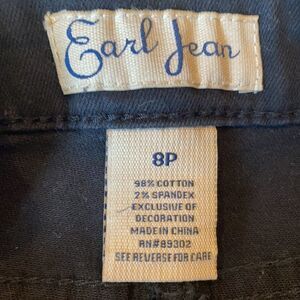 Earl Jean
8P
98% COTTON
2% SPANDEX
EXCLUSIVE OF
DECORATION
MADE IN CHINA
RN#89302
SEE REVERSE FOR CARE